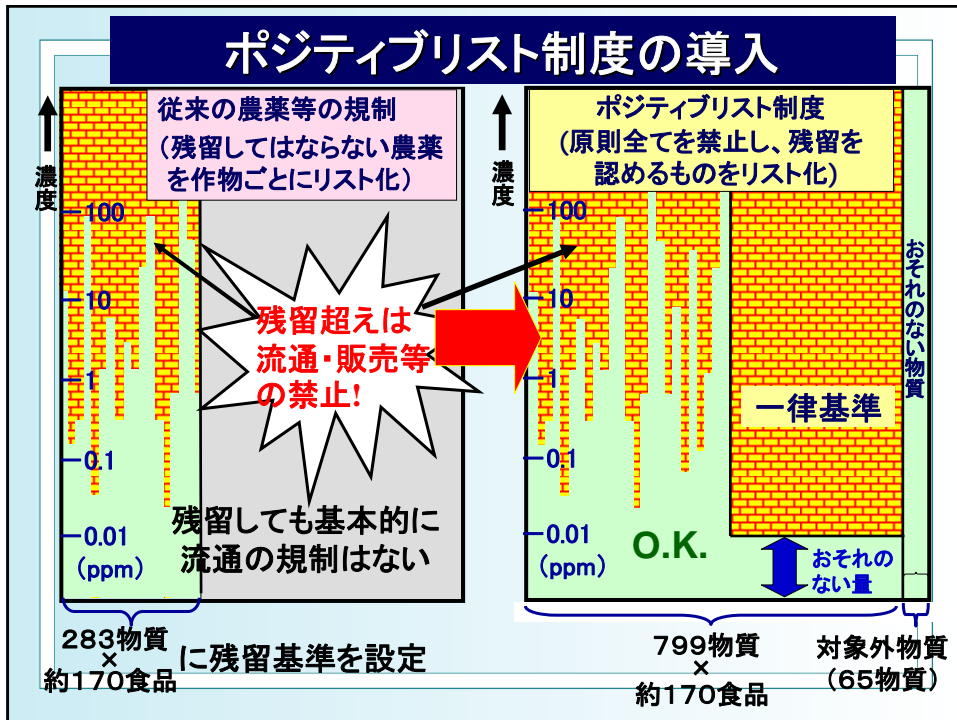 ポジティブリスト制度の導入
濃度
従来の農薬等の規制
（残留してはならない農薬
を作物ごとにリスト化）
100
10
1
0.1
0.01
（ppm）
残留超えは
流通・販売等
の禁止!
残留しても基本的に
流通の規制はない
283物質
×
約170食品
に残留基準を設定
濃度
ポジティブリスト制度
(原則全てを禁止し、残留を
認めるものをリスト化)
100
10
1
0.1
0.01
（ppm）
一律基準
O.K.
おそれの
ない量
おそれのない物質
799物質
×
約170食品
対象外物質
（65物質）